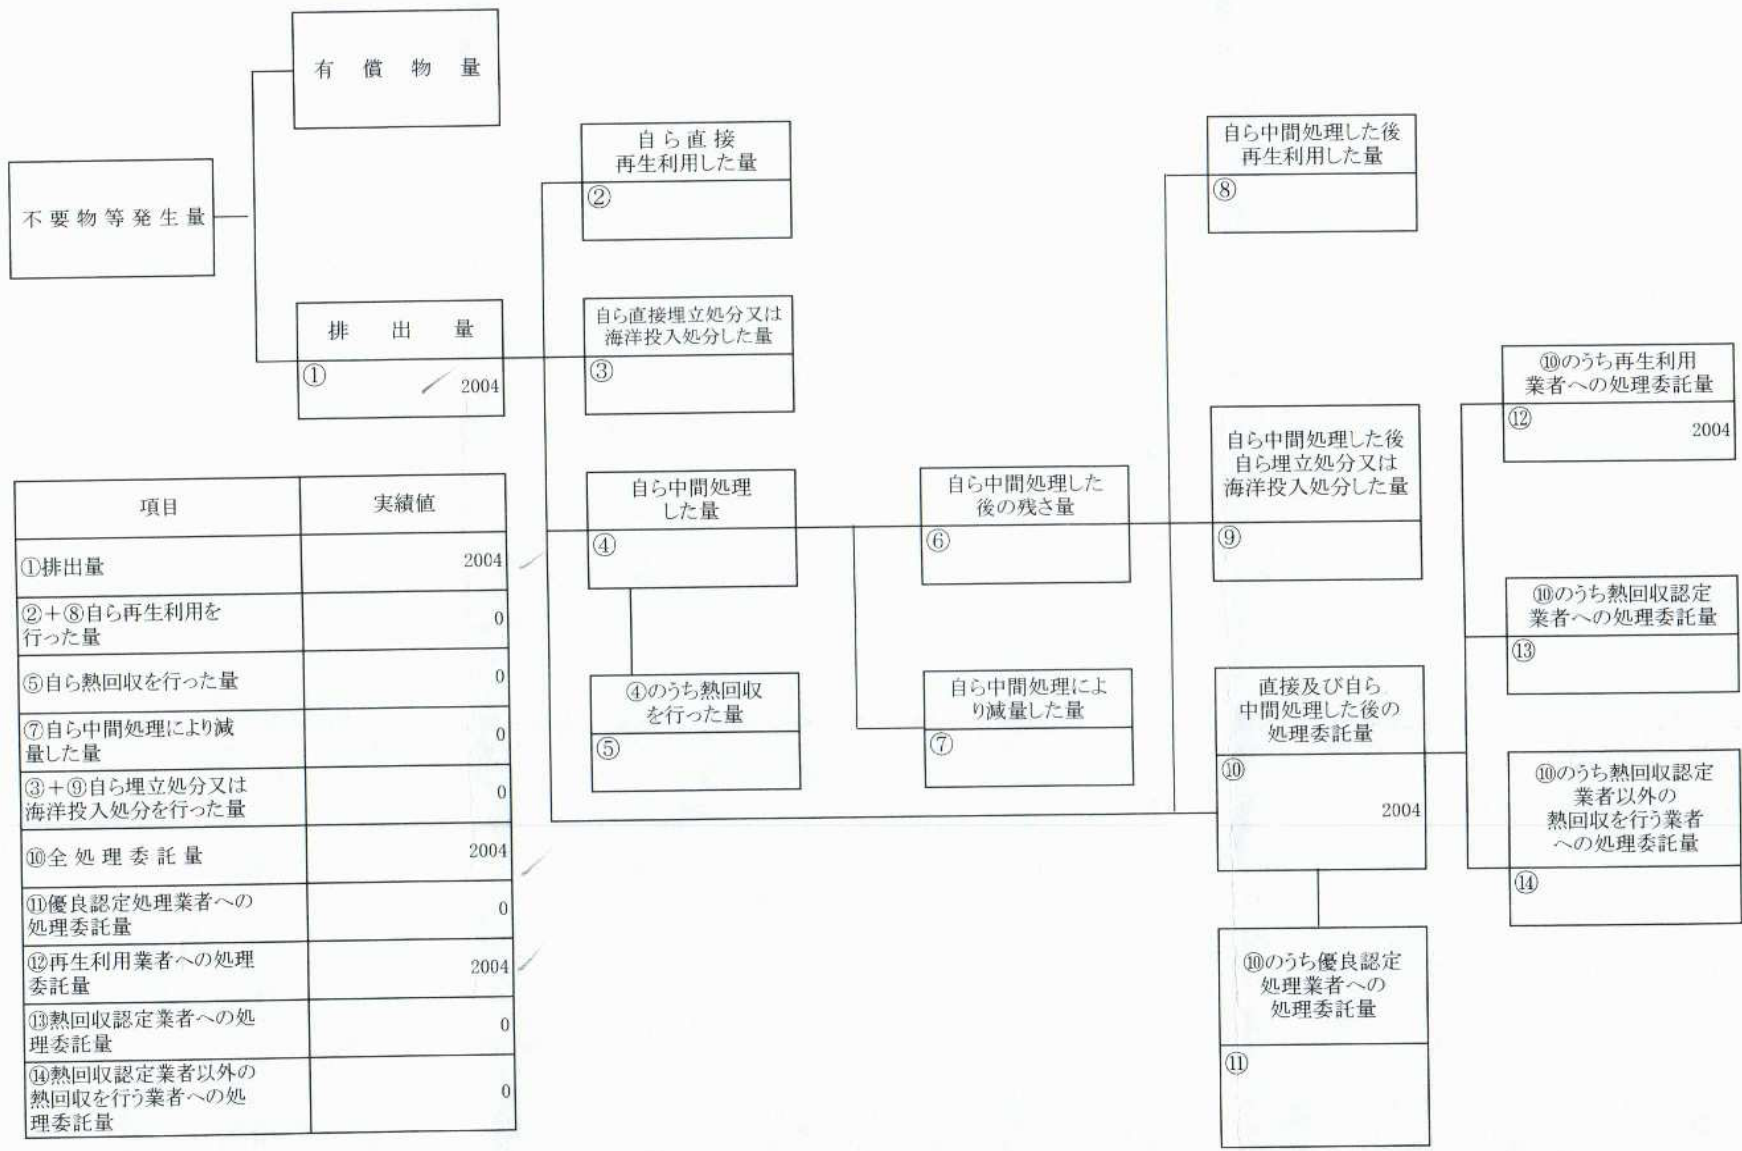 有償物量
不要物等発生量
排出量
①
2004
自ら直接
再生利用した量
②
自ら直接埋立処分又は
海洋投入処分した量
③
自ら中間処理
した量
④
④のうち熱回収
を行った量
⑤
自ら中間処理した
後の残さ量
⑥
自ら中間処理によ
り減量した量
⑦
自ら中間処理した後
再生利用した量
⑧
自ら中間処理した後
自ら埋立処分又は
海洋投入処分した量
⑨
直接及び自ら
中間処理した後の
処理委託量
⑩
2004
⑩のうち優良認定
処理業者への
処理委託量
⑪
⑩のうち再生利用
業者への処理委託量
⑫
2004
⑩のうち熱回収認定
業者への処理委託量
⑬
⑩のうち熱回収認定
業者以外の
熱回収を行う業者
への処理委託量
⑭
項目 実績値
①排出量 2004
②+⑧自ら再生利用を
行った量 0
⑤自ら熱回収を行った量 0
⑦自ら中間処理により減
量した量 0
③+⑨自ら埋立処分又は
海洋投入処分を行った量 0
⑩全処理委託量 2004
⑪優良認定処理業者への
処理委託量 0
⑫再生利用業者への処理
委託量 2004
⑬熱回収認定業者への処
理委託量 0
⑭熱回収認定業者以外の
熱回収を行う業者への処
理委託量 0